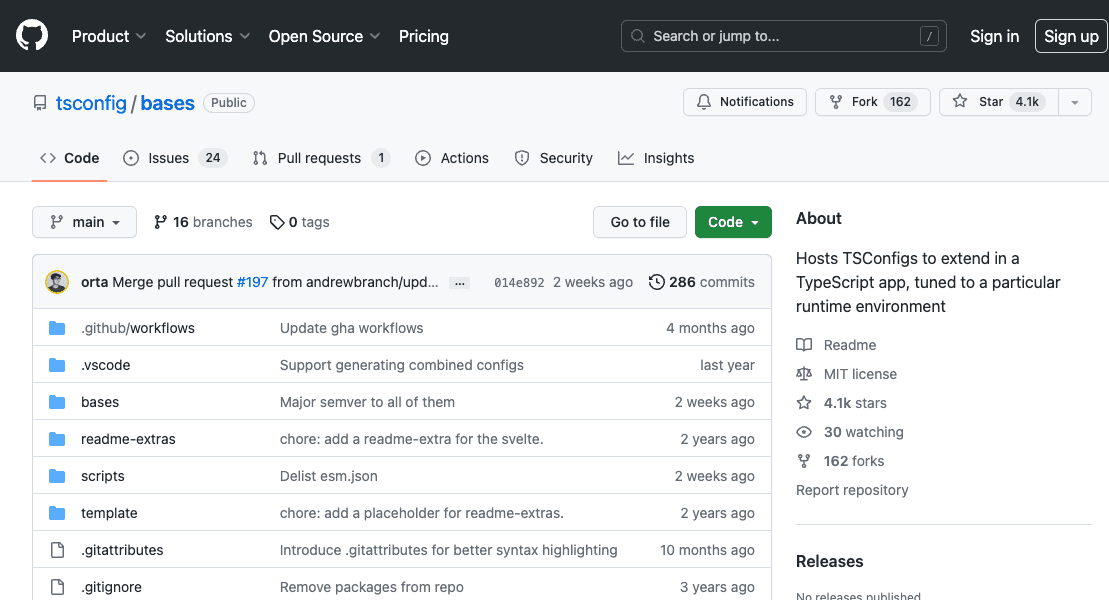 Product Solutions Open Source Pricing Search or jump to... / Sign in Sign up
tsconfig / bases Public Notifications Fork 162 Star 4.1k
Code Issues 24 Pull requests 1 Actions Security Insights
main 16 branches 0 tags Go to file Code
orta Merge pull request #197 from andrewbranch/upd... ... 014e892 2 weeks ago 286 commits
.github/workflows Update gha workflows 4 months ago
.vscode Support generating combined configs last year
bases Major semver to all of them 2 weeks ago
readme-extras chore: add a readme-extra for the svelte. 2 years ago
scripts Delist esm.json 2 weeks ago
template chore: add a placeholder for readme-extras. 2 years ago
.gitattributes Introduce .gitattributes for better syntax highlighting 10 months ago
.gitignore Remove packages from repo 3 years ago
About
Hosts TSConfigs to extend in a
TypeScript app, tuned to a particular
runtime environment
Readme
MIT license
4.1k stars
30 watching
162 forks
Report repository
Releases
No releases published